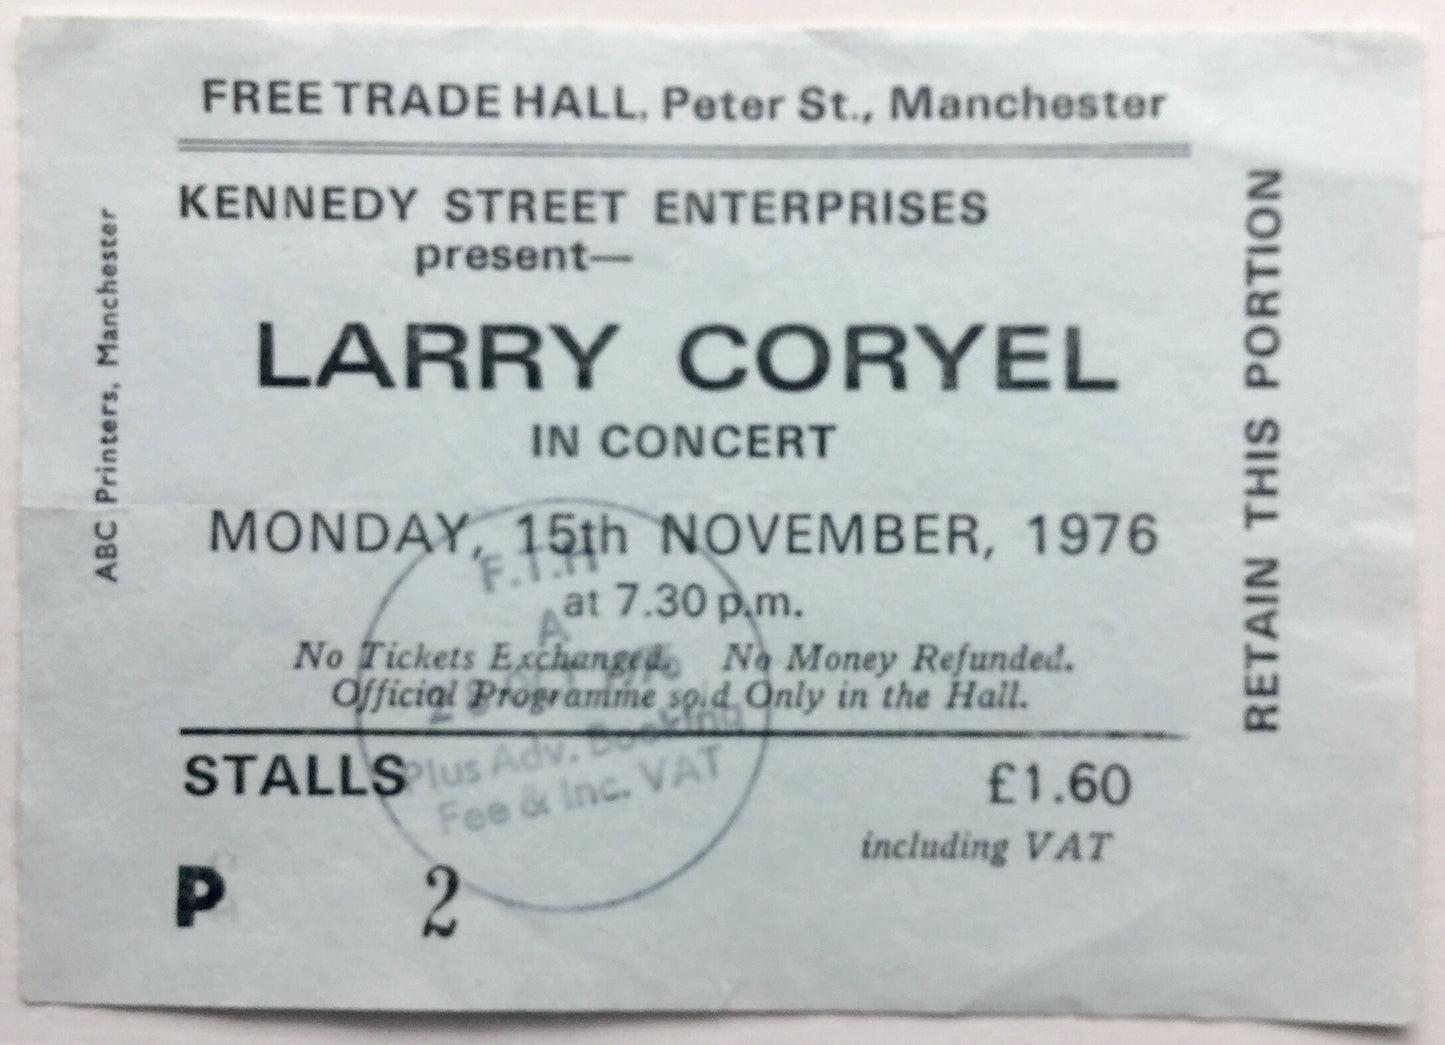 FREE TRADE HALL, Peter St., Manchester
KENNEDY STREET ENTERPRISES
present—
LARRY CORYEL
IN CONCERT
MONDAY, 15th NOVEMBER, 1976
at 7.30 p.m.
No Tickets Exchanged. No Money Refunded.
Official Programme sold Only in the Hall.
STALLS £1.60
including VAT
P 2
RETAIN THIS PORTION
ABC Printers, Manchester
F.T.H
A
OCT
Plus Adv. Booking
Fee & Inc. VAT